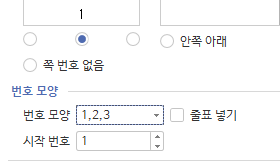 1
안쪽 아래
쪽 번호 없음
번호 모양
번호 모양 1,2,3 줄표 넣기
시작 번호 1